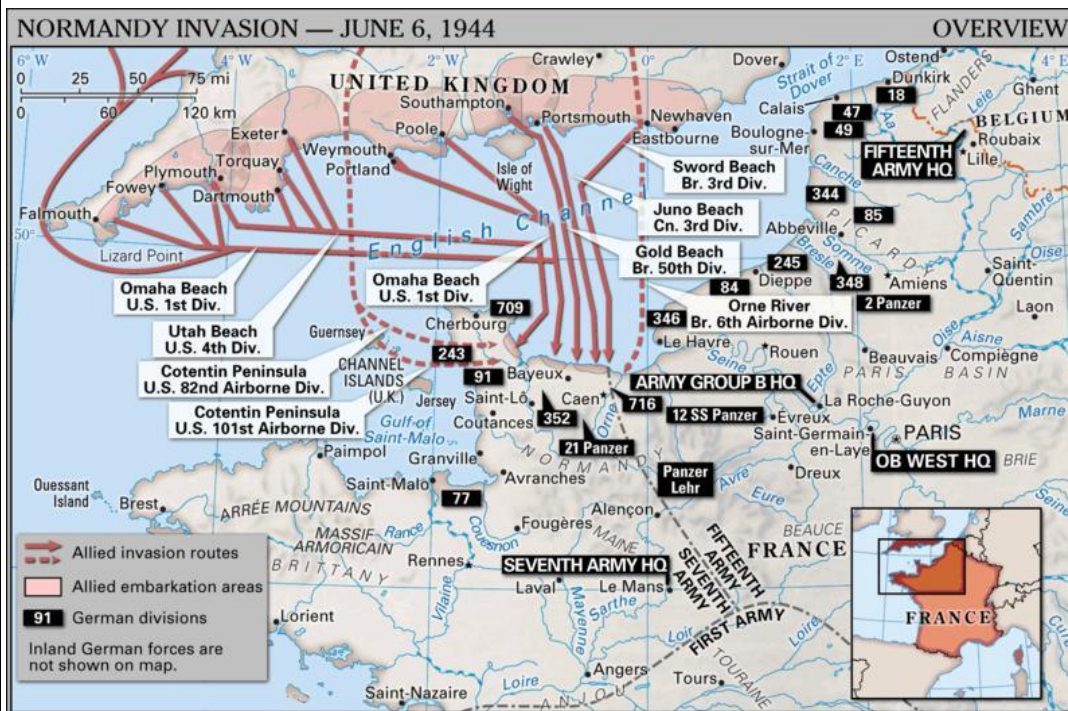 NORMANDY INVASION — JUNE 6, 1944
OVERVIEW
6° W
4° W
2° W
0°
2° E
4° E
50°
0
50
75 mi
0
60
120 km
UNITED KINGDOM
Crawley
Dover
Strait of
Dover
Ostend
Dunkirk
Ghent
Calais
FLANDERS
Leie
BELGIUM
Southampton
Portsmouth
Newhaven
Eastbourne
Exeter
Poole
Weymouth
Portland
Isle of
Wight
Torquay
Plymouth
Dartmouth
Fowey
Falmouth
Lizard Point
English Channel
Boulogne-
sur-Mer
Aa
Roubaix
Lille
18
47
49
FIFTEENTH
ARMY HQ
Sword Beach
Br. 3rd Div.
Juno Beach
Cn. 3rd Div.
Gold Beach
Br. 50th Div.
Orne River
Br. 6th Airborne Div.
Omaha Beach
U.S. 1st Div.
Omaha Beach
U.S. 1st Div.
Utah Beach
U.S. 4th Div.
Cotentin Peninsula
U.S. 82nd Airborne Div.
Cotentin Peninsula
U.S. 101st Airborne Div.
Canche
344
85
PICARDY
Abbeville
Somme
Bresle
Sambre
Oise
245
Dieppe
84
348
Amiens
2 Panzer
Saint-
Quentin
Laon
346
Le Havre
Seine
Rouen
Beauvais
Oise
Aisne
Compiègne
PARIS
BASIN
Epte
709
Cherbourg
Guernsey
CHANNEL
ISLANDS
(U.K.)
Jersey
243
91
Bayeux
Saint-Lô
Caen
Orne
352
716
21 Panzer
Coutances
Gulf of
Saint-Malo
Granville
Avranches
NORMANDY
ARMY GROUP B HQ
12 SS Panzer
Évreux
La Roche-Guyon
Saint-Germain-
en-Laye
PARIS
OB WEST HQ
Marne
BRIE
Dreux
Panzer
Lehr
Avre
Eure
Alençon
BEAUCE
FRANCE
Seine
Paimpol
Saint-Malo
77
Ouessant
Island
Brest
ARRÉE MOUNTAINS
MASSIF
ARMORICAIN
BRITTANY
Rance
Couesnon
Fougères
MAINE
Rennes
SEVENTH ARMY HQ
Laval
Le Mans
Mayenne
Sarthe
Vilaine
FIFTEENTH
ARMY
SEVENTH
ARMY
FIRST ARMY
Loir
Loire
Lorient
Angers
Tours
TOURAINE
Loire
ANJOU
Saint-Nazaire
Allied invasion routes
Allied embarkation areas
91
German divisions
Inland German forces are
not shown on map.
FRANCE